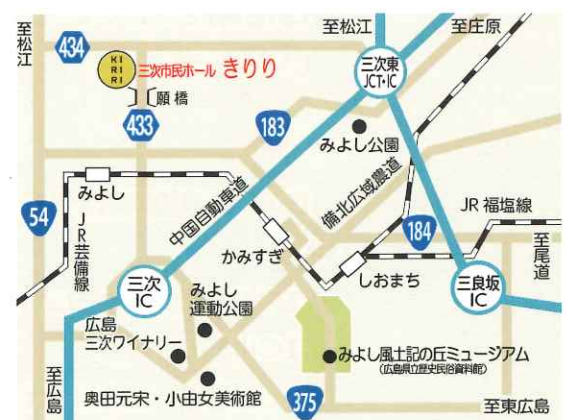 至松江
至松江
至庄原
434
KI
RI
RI
三次市民ホール きりり
三次東
JCT・IC
願橋
433
183
みよし公園
備北広域農道
中国自動車道
みよし
JR福塩線
54
JR芸備線
かみすぎ
184
しおまち
至尾道
三次
IC
三良坂
IC
みよし
運動公園
広島
三次ワイナリー
至広島
奥田元宋・小由女美術館
みよし風土記の丘ミュージアム
(広島県立歴史民俗資料館)
375
至東広島